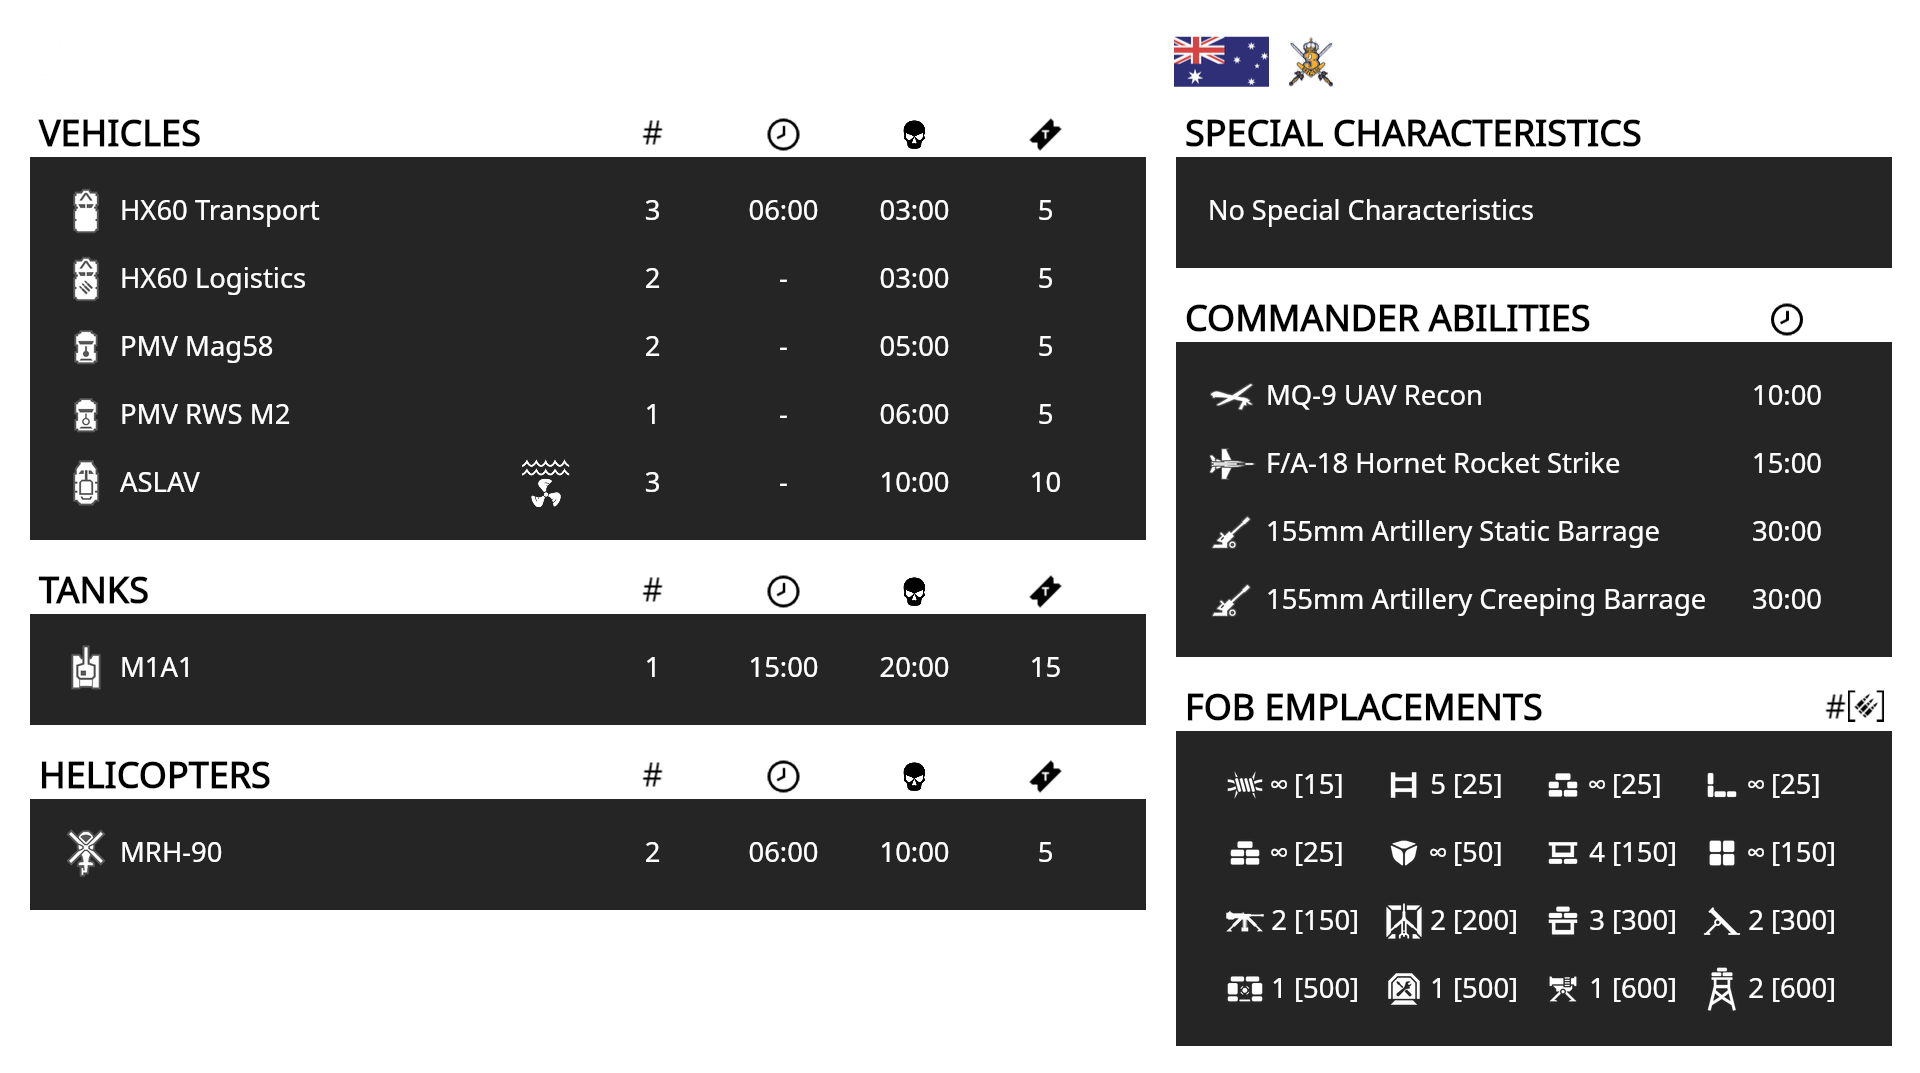 VEHICLES #
HX60 Transport 3 06:00 03:00 5
HX60 Logistics 2 - 03:00 5
PMV Mag58 2 - 05:00 5
PMV RWS M2 1 - 06:00 5
ASLAV 3 - 10:00 10
TANKS #
M1A1 1 15:00 20:00 15
HELICOPTERS #
MRH-90 2 06:00 10:00 5
SPECIAL CHARACTERISTICS
No Special Characteristics
COMMANDER ABILITIES
MQ-9 UAV Recon 10:00
F/A-18 Hornet Rocket Strike 15:00
155mm Artillery Static Barrage 30:00
155mm Artillery Creeping Barrage 30:00
FOB EMPLACEMENTS #[]
∞ [15] 5 [25] ∞ [25] ∞ [25]
∞ [25] ∞ [50] 4 [150] ∞ [150]
2 [150] 2 [200] 3 [300] 2 [300]
1 [500] 1 [500] 1 [600] 2 [600]